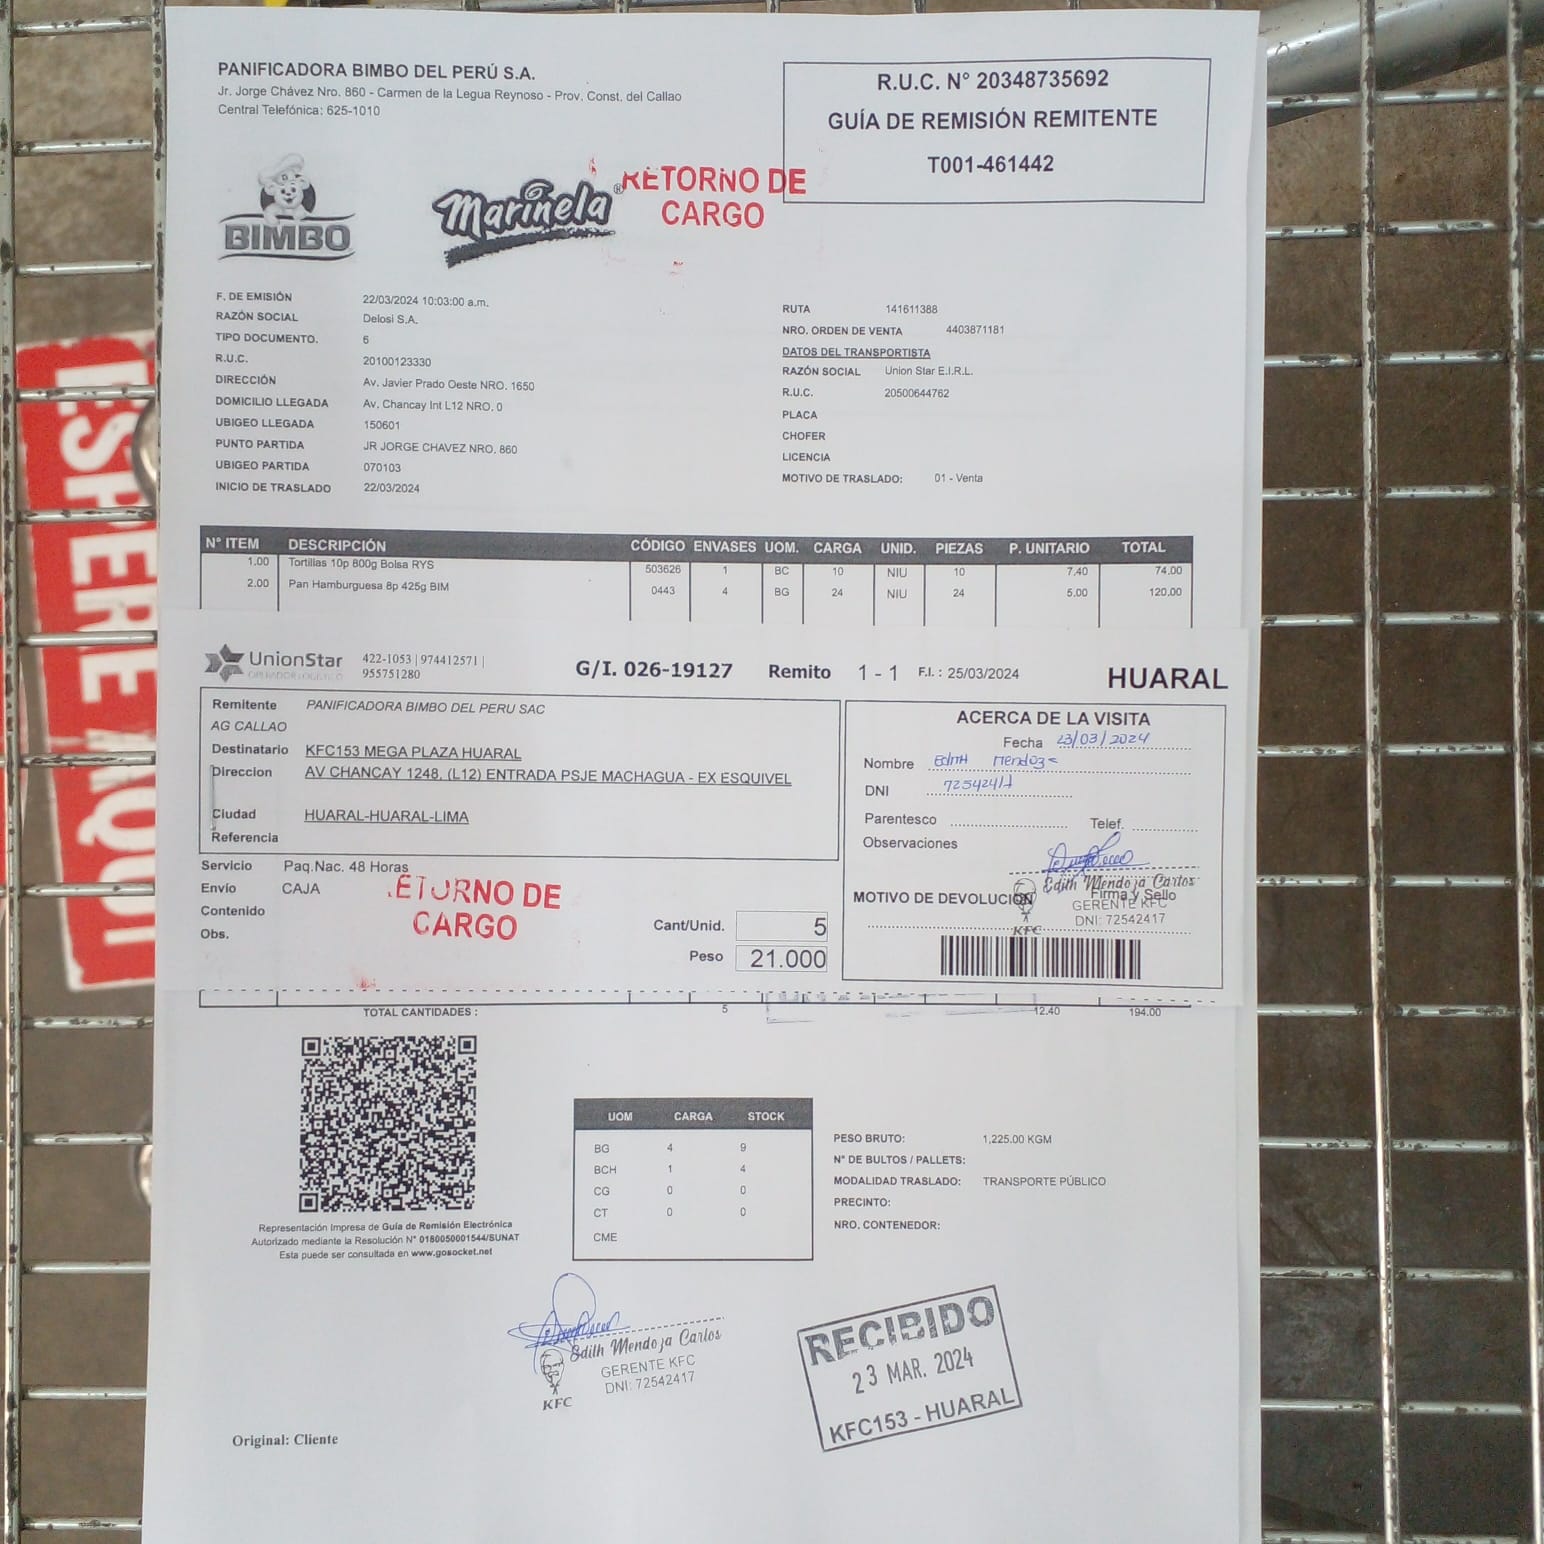 PANIFICADORA BIMBO DEL PERÚ S.A.
Jr. Jorge Chávez Nro. 860 - Carmen de la Legua Reynoso - Prov. Const. del Callao
Central Telefónica: 625-1010
R.U.C. N° 20348735692
GUÍA DE REMISIÓN REMITENTE
T001-461442
BIMBO
Marinela®
RETORNO DE
CARGO
F. DE EMISIÓN 22/03/2024 10:03:00 a.m.
RAZÓN SOCIAL Delosi S.A.
TIPO DOCUMENTO. 6
R.U.C. 20100123330
DIRECCIÓN Av. Javier Prado Oeste NRO. 1650
DOMICILIO LLEGADA Av. Chancay Int L12 NRO. 0
UBIGEO LLEGADA 150601
PUNTO PARTIDA JR JORGE CHAVEZ NRO. 860
UBIGEO PARTIDA 070103
INICIO DE TRASLADO 22/03/2024
RUTA 141611388
NRO. ORDEN DE VENTA 4403871181
DATOS DEL TRANSPORTISTA
RAZÓN SOCIAL Union Star E.I.R.L.
R.U.C. 20500644762
PLACA
CHOFER
LICENCIA
MOTIVO DE TRASLADO: 01 - Venta
N° ITEM DESCRIPCIÓN CÓDIGO ENVASES UOM. CARGA UNID. PIEZAS P. UNITARIO TOTAL
1.00 Tortillas 10p 800g Bolsa RYS 503626 1 BC 10 NIU 10 7.40 74.00
2.00 Pan Hamburguesa 8p 425g BIM 0443 4 BG 24 NIU 24 5.00 120.00
UnionStar
OPERADOR LOGISTICO
422-1053 | 974412571 |
955751280
G/I. 026-19127 Remito 1 - 1 F.I.: 25/03/2024 HUARAL
Remitente PANIFICADORA BIMBO DEL PERU SAC
AG CALLAO
Destinatario KFC153 MEGA PLAZA HUARAL
Direccion AV CHANCAY 1248, (L12) ENTRADA PSJE MACHAGUA - EX ESQUIVEL
Ciudad HUARAL-HUARAL-LIMA
Referencia
Servicio Paq.Nac. 48 Horas
Envío CAJA
Contenido
Obs.
ETORNO DE
CARGO
Cant/Unid. 5
Peso 21.000
ACERCA DE LA VISITA
Fecha 23/03/2024
Nombre Edith Mendoza
DNI 72542417
Parentesco Telef.
Observaciones
MOTIVO DE DEVOLUCION
Firma y Sello
Edith Mendoza Carlos
GERENTE KFC
DNI: 72542417
KFC
TOTAL CANTIDADES : 5 12.40 194.00
Representación Impresa de Guía de Remisión Electrónica
Autorizado mediante la Resolución N° 0180050001544/SUNAT
Esta puede ser consultada en www.gosocket.net
UOM CARGA STOCK
BG 4 9
BCH 1 4
CG 0 0
CT 0 0
CME
PESO BRUTO: 1,225.00 KGM
N° DE BULTOS / PALLETS:
MODALIDAD TRASLADO: TRANSPORTE PÚBLICO
PRECINTO:
NRO. CONTENEDOR:
Edith Mendoza Carlos
GERENTE KFC
DNI: 72542417
KFC
RECIBIDO
23 MAR. 2024
KFC153 - HUARAL
Original: Cliente
ESPERE
AQUI